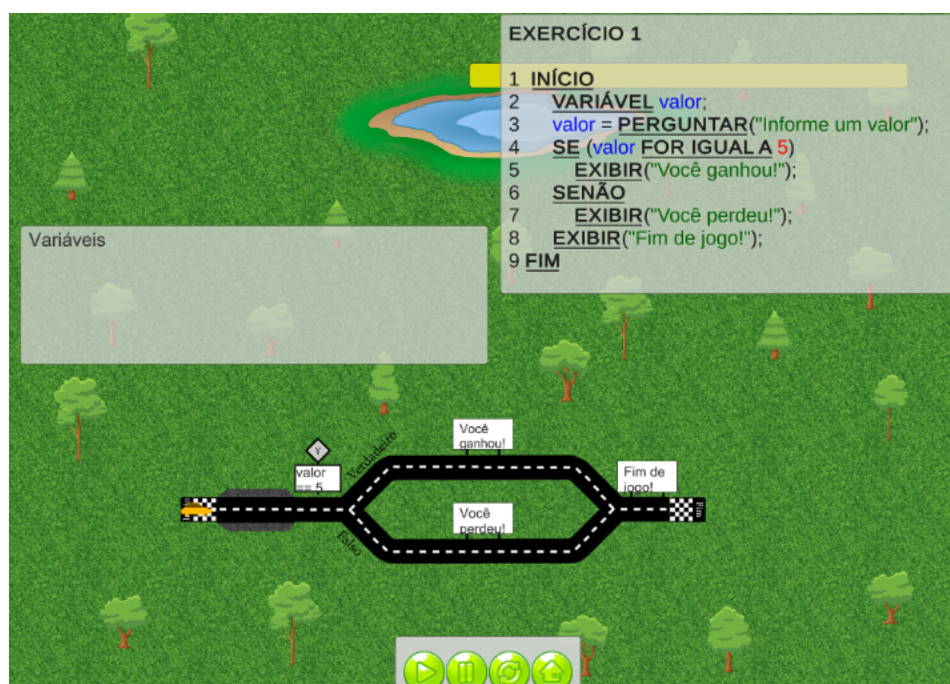 EXERCÍCIO 1
1 INÍCIO
2 VARIÁVEL valor;
3 valor = PERGUNTAR("Informe um valor");
4 SE (valor FOR IGUAL A 5)
5 EXIBIR("Você ganhou!");
6 SENÃO
7 EXIBIR("Você perdeu!");
8 EXIBIR("Fim de jogo!");
9 FIM
Variáveis
Y
valor
== 5
Verdadeiro
Falso
Você
ganhou!
Você
perdeu!
Fim de
jogo!
Fim